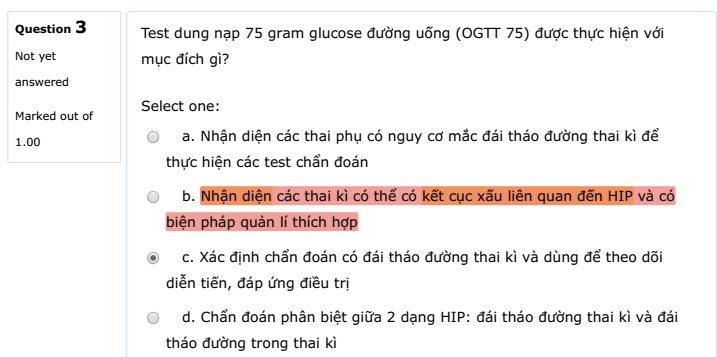 Question 3
Not yet
answered
Marked out of
1.00
Test dung nạp 75 gram glucose đường uống (OGTT 75) được thực hiện với
mục đích gì?
Select one:
a. Nhận diện các thai phụ có nguy cơ mắc đái tháo đường thai kì để
thực hiện các test chẩn đoán
b. Nhận diện các thai kì có thể có kết cục xấu liên quan đến HIP và có
biện pháp quản lí thích hợp
c. Xác định chẩn đoán có đái tháo đường thai kì và dùng để theo dõi
diễn tiến, đáp ứng điều trị
d. Chẩn đoán phân biệt giữa 2 dạng HIP: đái tháo đường thai kì và đái
tháo đường trong thai kì